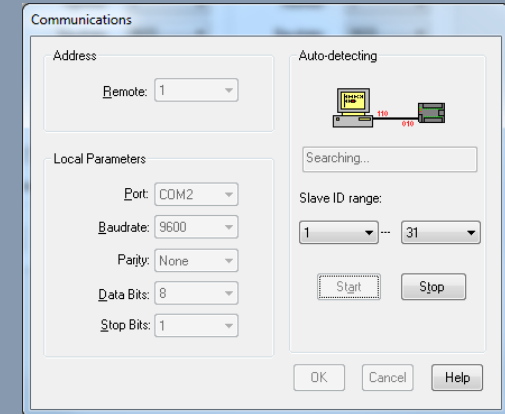 Communications
Address
Remote: 1
Local Parameters
Port: COM2
Baudrate: 9600
Parity: None
Data Bits: 8
Stop Bits: 1
Auto-detecting
110
010
Searching...
Slave ID range:
1 --- 31
Start Stop
OK Cancel Help